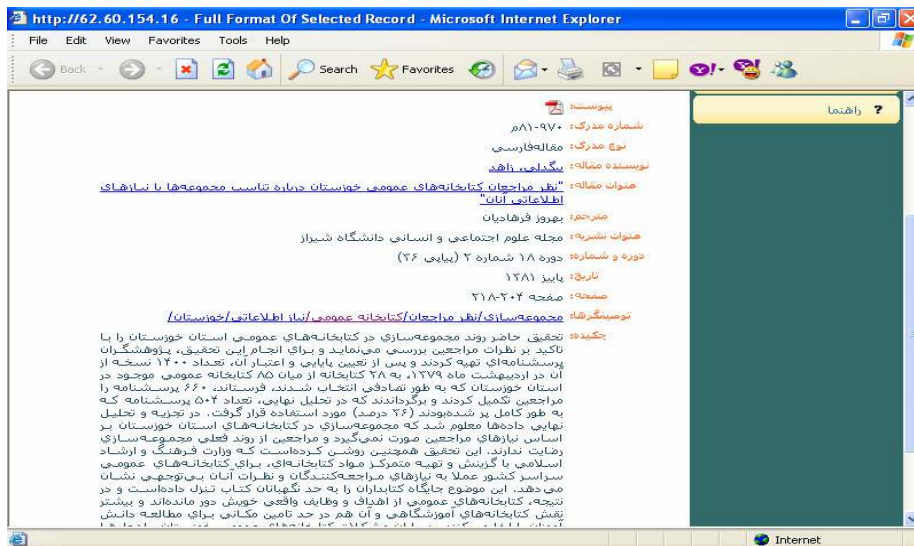 http://62.60.154.16 - Full Format Of Selected Record - Microsoft Internet Explorer
File Edit View Favorites Tools Help
Back Search Favorites
راهنما ?
پیوست:
شماره مدرک: ۹۷۰-۸۱م
نوع مدرک: مقاله‌فارسی
نویسنده مقاله: بیگدلی، زاهد
عنوان مقاله: "نظر مراجعان کتابخانه‌های عمومی خوزستان درباره تناسب مجموعه‌ها با نیازهای
اطلاعاتی آنان"
مترجم: بهروز فرهادیان
عنوان نشریه: مجله علوم اجتماعی و انسانی دانشگاه شیراز
دوره و شماره: دوره ۱۸ شماره ۲ (پیاپی ۳۶)
تاریخ: پاییز ۱۳۸۱
صفحه: صفحه ۲۰۴-۲۱۸
توصیفگرها: مجموعه‌سازی/نظر مراجعان/کتابخانه عمومی/نیاز اطلاعاتی/خوزستان/
چکیده: تحقیق حاضر روند مجموعه‌سازی در کتابخانه‌های عمومی استان خوزستان را با
تاکید بر نظرات مراجعین بررسی می‌نماید و برای انجام این تحقیق، پژوهشگران
پرسشنامه‌ای تهیه کردند و پس از تعیین پایایی و اعتبار آن، تعداد ۱۴۰۰ نسخه از
آن در اردیبهشت ماه ۱۳۷۹، به ۲۸ کتابخانه از میان ۸۵ کتابخانه عمومی موجود در
استان خوزستان که به طور تصادفی انتخاب شدند، فرستاند، ۶۶۰ پرسشنامه را
مراجعین تکمیل کردند و برگرداندند که در تحلیل نهایی، تعداد ۵۰۴ پرسشنامه که
به طور کامل پر شده‌بودند (۳۶ درصد) مورد استفاده قرار گرفت. در تجزیه و تحلیل
نهایی داده‌ها معلوم شد که مجموعه‌سازی در کتابخانه‌های استان خوزستان بر
اساس نیازهای مراجعین صورت نمی‌گیرد و مراجعین از روند فعلی مجموعه‌سازی
رضایت ندارند. این تحقیق همچنین روشن کرده‌است که وزارت فرهنگ و ارشاد
اسلامی با گزینش و تهیه متمرکز مواد کتابخانه‌ای، برای کتابخانه‌های عمومی
سراسر کشور عملا به نیازهای مراجعه‌کنندگان و نظرات آنان بی‌توجهی نشان
می دهد. این موضوع جایگاه کتابداران را به حد نگهبانان کتاب تنزل داده‌است و در
نتیجه، کتابخانه‌های عمومی از اهداف و وظایف واقعی خویش دور مانده‌اند و بیشتر
نقش کتابخانه‌های آموزشگاهی و آن هم در حد تامین مکانی برای مطالعه دانش
Internet